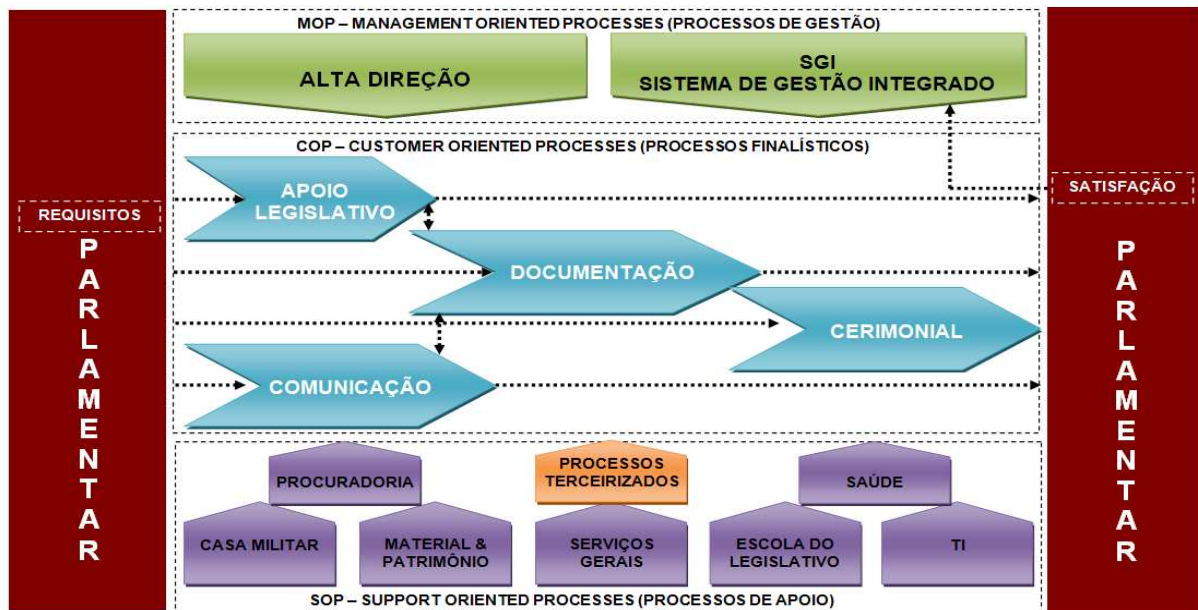 MOP – MANAGEMENT ORIENTED PROCESSES (PROCESSOS DE GESTÃO)
ALTA DIREÇÃO
SGI
SISTEMA DE GESTÃO INTEGRADO
COP – CUSTOMER ORIENTED PROCESSES (PROCESSOS FINALÍSTICOS)
REQUISITOS
PARLAMENTAR
APOIO
LEGISLATIVO
DOCUMENTAÇÃO
CERIMONIAL
COMUNICAÇÃO
SATISFAÇÃO
PARLAMENTAR
PROCURADORIA
PROCESSOS
TERCEIRIZADOS
SAÚDE
CASA MILITAR
MATERIAL &
PATRIMÔNIO
SERVIÇOS
GERAIS
ESCOLA DO
LEGISLATIVO
TI
SOP – SUPPORT ORIENTED PROCESSES (PROCESSOS DE APOIO)